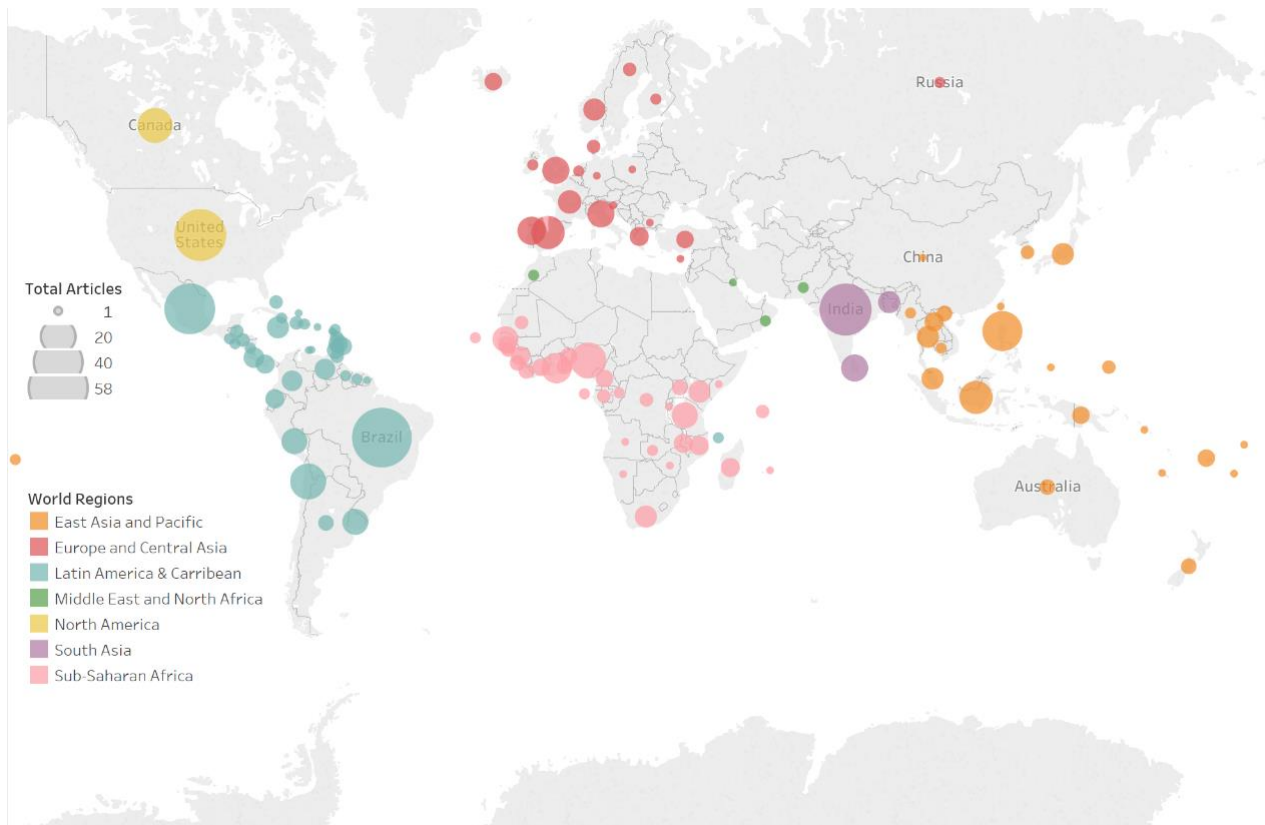 Russia
Canada
United
States
China
India
Total Articles
1
20
40
58
Brazil
Australia
World Regions
East Asia and Pacific
Europe and Central Asia
Latin America & Carribean
Middle East and North Africa
North America
South Asia
Sub-Saharan Africa